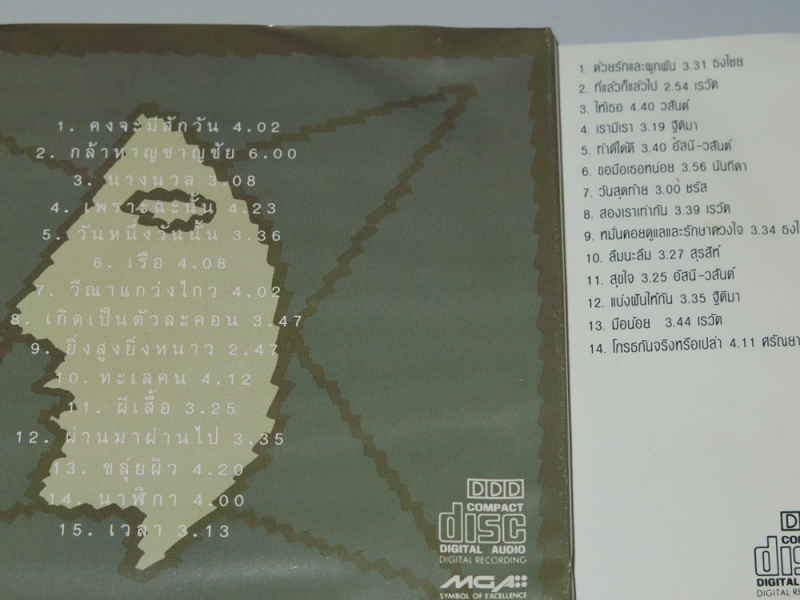 1. คงจะมีสักวัน 4.02
2. กล้าหาญชาญชัย 6.00
3. นางนวล 3.08
4. เพราะฉะนั้น 4.23
5. วันหนึ่งวันนั้น 3.36
6. เรือ 4.08
7. วีณาแกว่งไกว 4.02
8. เกิดเป็นตัวละคอน 3.47
9. ยิ่งสูงยิ่งหนาว 2.47
10. ทะเลคน 4.12
11. ผีเสื้อ 3.25
12. ผ่านมาผ่านไป 3.35
13. ขลุ่ยผิว 4.20
14. นาฬิกา 4.00
15. เวลา 3.13
DDD
COMPACT
disc
DIGITAL AUDIO
DIGITAL RECORDING
MGA
SYMBOL OF EXCELLENCE
1. ด้วยรักและผูกพัน 3.31 ธงไชย
2. ที่แล้วก็แล้วไป 2.54 เรวัต
3. ให้เธอ 4.40 วสันต์
4. เรามีเรา 3.19 ฐิติมา
5. ทำดีได้ดี 3.40 อัสนี-วสันต์
6. ขอมือเธอหน่อย 3.56 นันทิดา
7. วันสุดท้าย 3.00 ชรัส
8. สองเราเท่ากัน 3.39 เรวัต
9. หมั่นคอยดูแลและรักษาดวงใจ 3.34 ธงไ
10. ลืมนะลืม 3.27 สุรสีห์
11. สุขใจ 3.25 อัสนี-วสันต์
12. แบ่งฝันให้กัน 3.35 ฐิติมา
13. มือน้อย 3.44 เรวัต
14. โกรธกันจริงหรือเปล่า 4.11 ศรัณยา